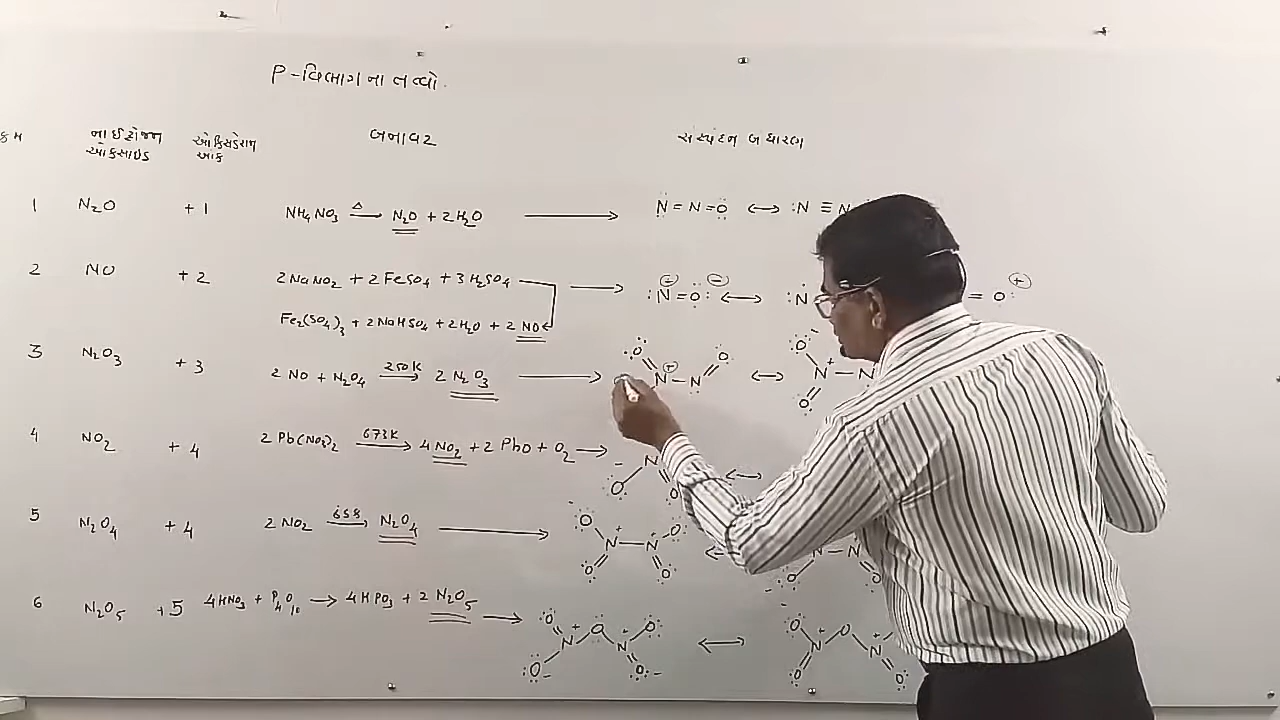 P-વિભાગના તત્વો.
ક્રમ નાઈટ્રોજન ઓકસાઈડ ઓકિસડેશન આંક બનાવટ સંસ્પંદન બંધારણ
1 N₂O +1 NH₄NO₃ →(Δ) N₂O + 2H₂O → N=N=O ↔ :N≡N
2 NO +2 2NaNO₂ + 2FeSO₄ + 3H₂SO₄ → :N=O: ↔ :N = O:
Fe₂(SO₄)₃ + 2NaHSO₄ + 2H₂O + 2NO
3 N₂O₃ +3 2NO + N₂O₄ →(250K) 2N₂O₃ → O N–N O ↔ O N–N O
4 NO₂ +4 2Pb(NO₃)₂ →(673K) 4NO₂ + 2PbO + O₂ → N O O ↔
5 N₂O₄ +4 2NO₂ → N₂O₄ → O N–N O O O ↔ N–N O O
6 N₂O₅ +5 4HNO₃ + P₄O₁₀ → 4HPO₃ + 2N₂O₅ → O N O N O O O ↔ O N O N O O